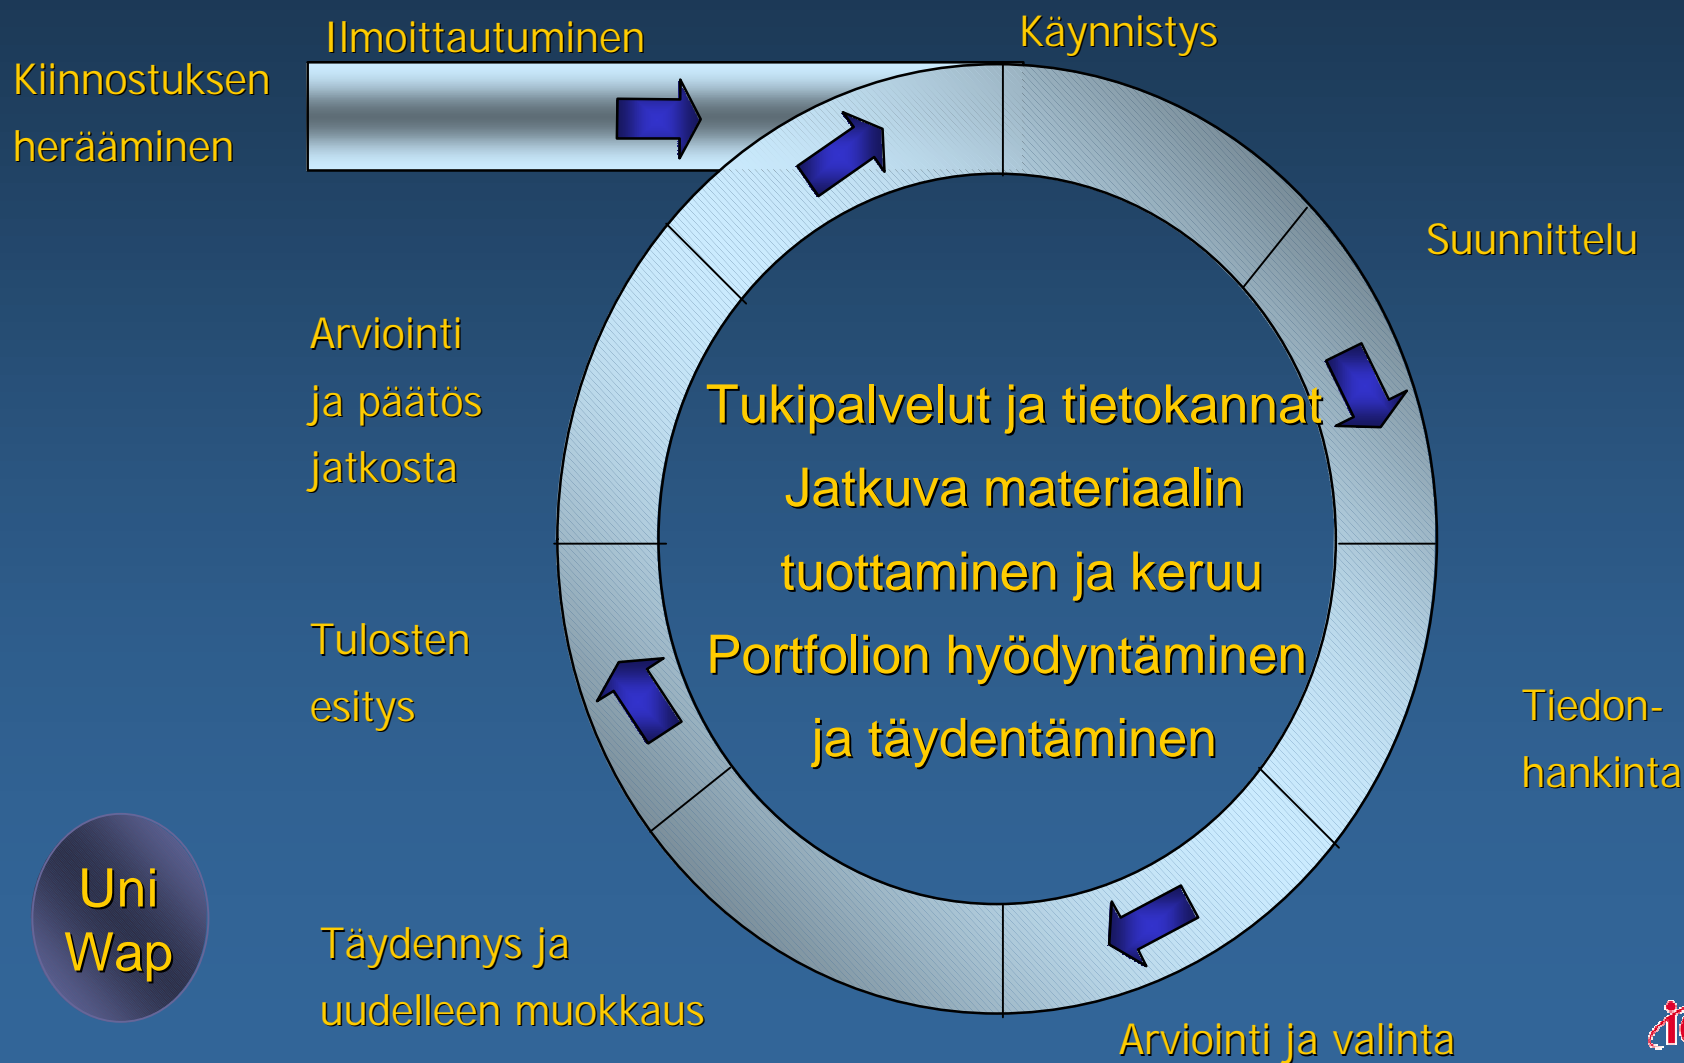 Kiinnostuksen
herääminen
Ilmoittautuminen
Käynnistys
Suunnittelu
Tiedon-
hankinta
Arviointi ja valinta
Täydennys ja
uudelleen muokkaus
Tulosten
esitys
Arviointi
ja päätös
jatkosta
Tukipalvelut ja tietokannat
Jatkuva materiaalin
tuottaminen ja keruu
Portfolion hyödyntäminen
ja täydentäminen
Uni
Wap